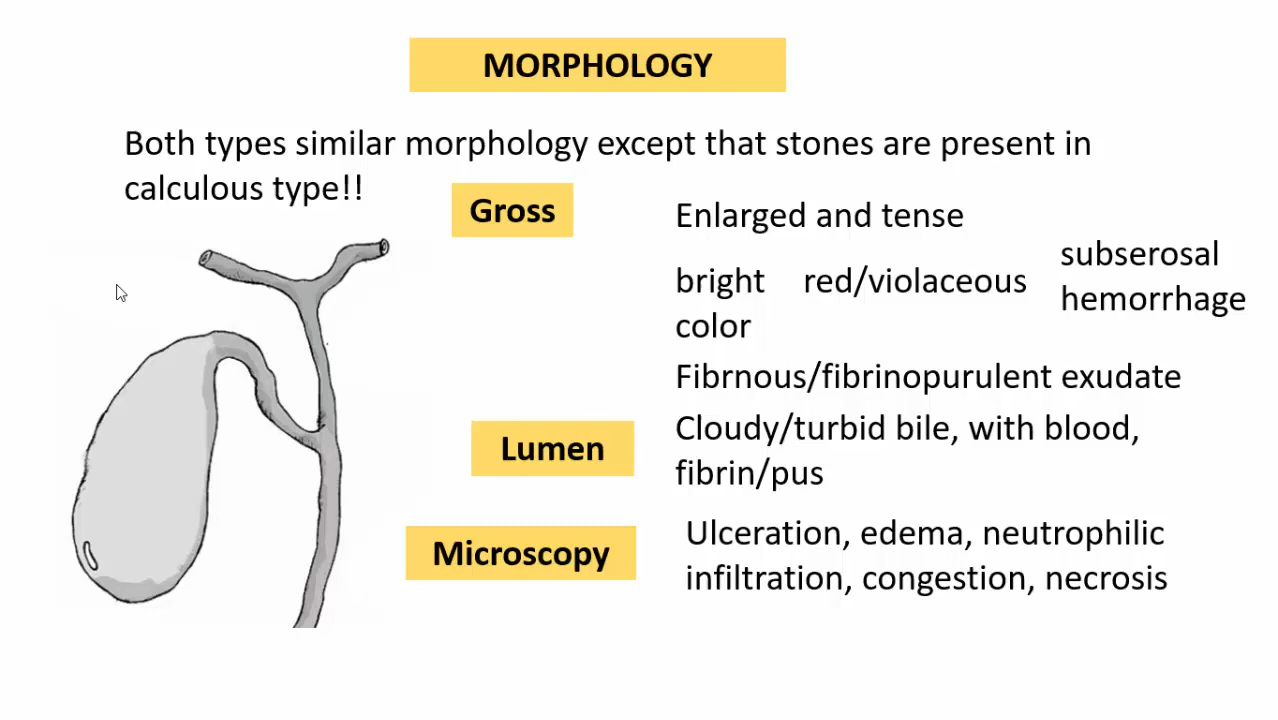 MORPHOLOGY
Both types similar morphology except that stones are present in
calculous type!!
Gross
Enlarged and tense
bright red/violaceous
color
subserosal
hemorrhage
Fibrnous/fibrinopurulent exudate
Lumen
Cloudy/turbid bile, with blood,
fibrin/pus
Microscopy
Ulceration, edema, neutrophilic
infiltration, congestion, necrosis